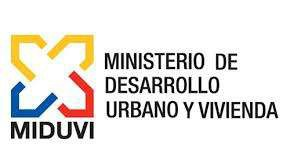 MINISTERIO DE
DESARROLLO
URBANO Y VIVIENDA
MIDUVI